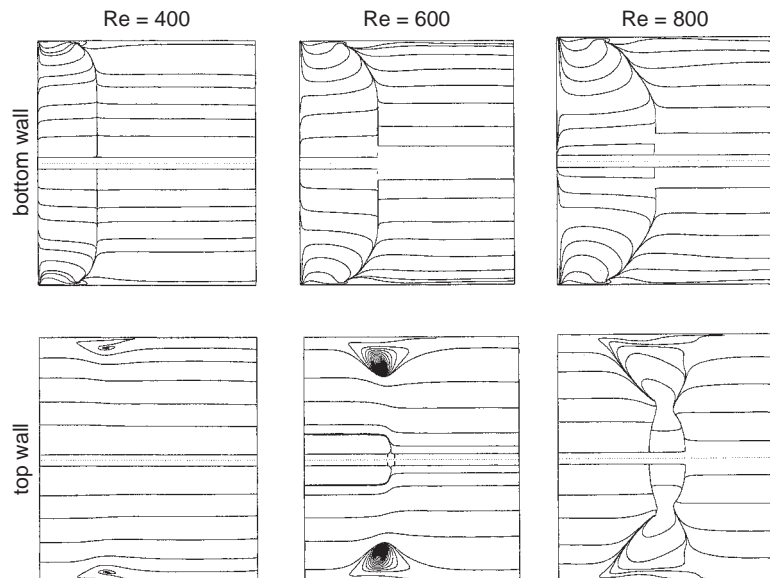 Re = 400
Re = 600
Re = 800
bottom wall
top wall